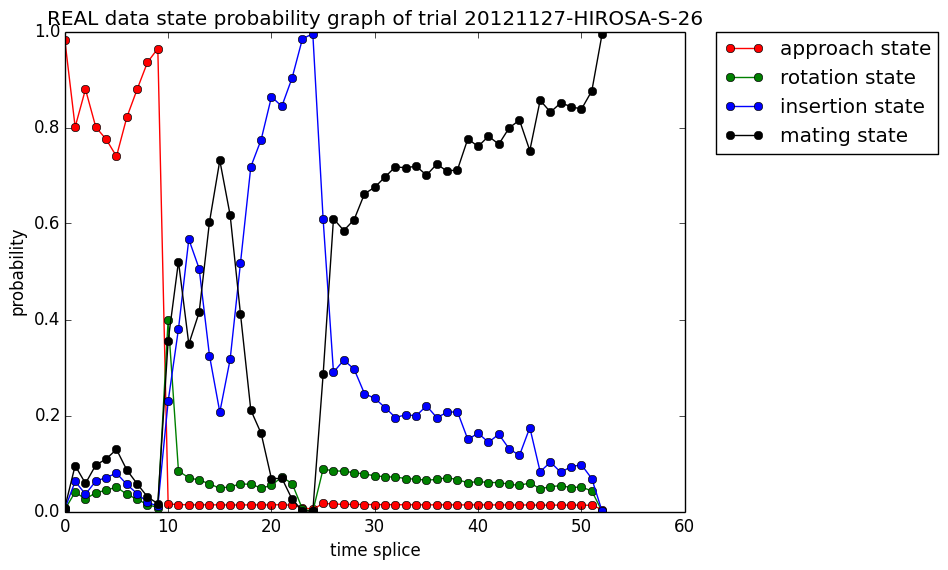 REAL data state probability graph of trial 20121127-HIROSA-S-26
1.0
0.8
0.6
0.4
0.2
0.0
probability
0 10 20 30 40 50 60
time splice
approach state
rotation state
insertion state
mating state